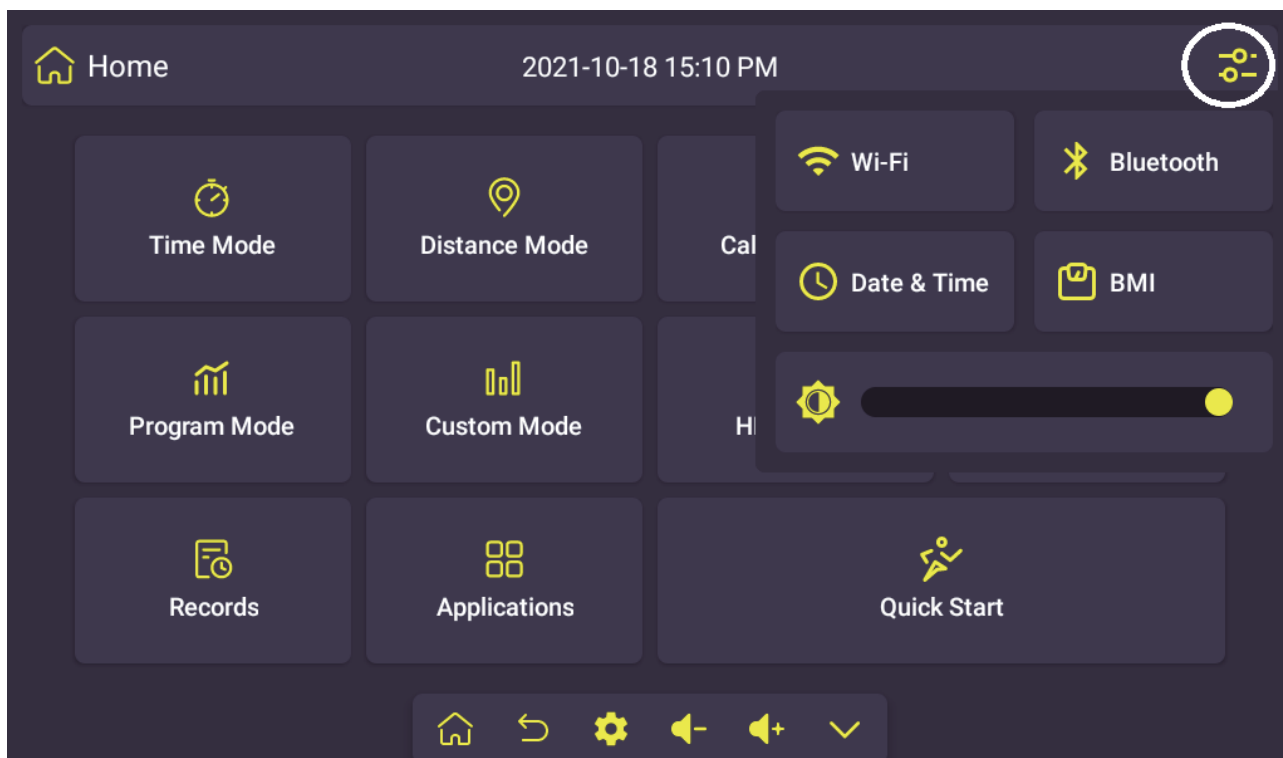 Home
2021-10-18 15:10 PM
Wi-Fi
Bluetooth
Time Mode
Distance Mode
Cal
Date & Time
BMI
Program Mode
Custom Mode
H
Records
Applications
Quick Start